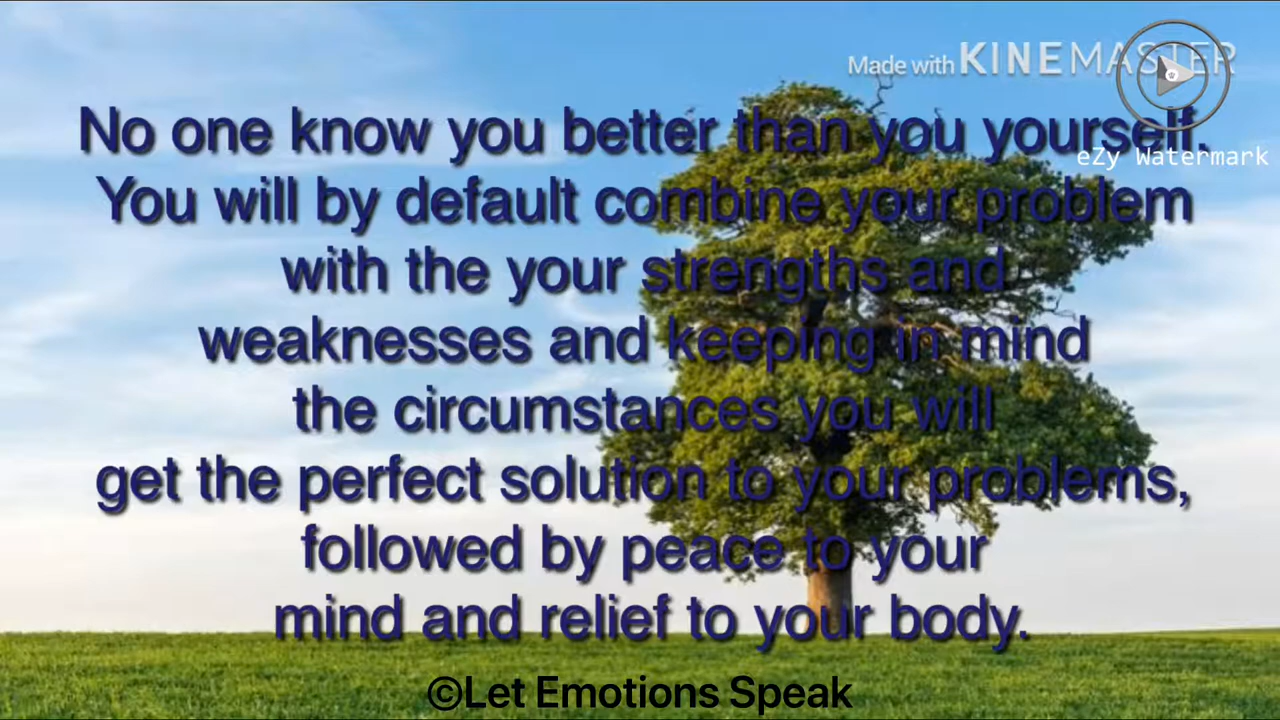 Made with KINEMASTER
No one know you better than you yourself.
eZy Watermark
You will by default combine your problem
with the your strengths and
weaknesses and keeping in mind
the circumstances you will
get the perfect solution to your problems,
followed by peace to your
mind and relief to your body.
©Let Emotions Speak